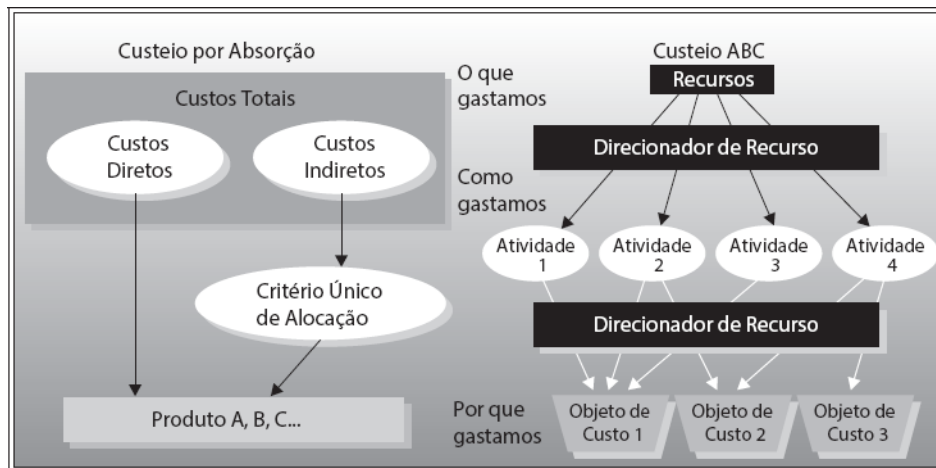 Custeio por Absorção
Custos Totais
Custos
Diretos
Custos
Indiretos
Critério Único
de Alocação
Produto A, B, C...
O que
gastamos
Como
gastamos
Por que
gastamos
Custeio ABC
Recursos
Direcionador de Recurso
Atividade
1
Atividade
2
Atividade
3
Atividade
4
Direcionador de Recurso
Objeto de
Custo 1
Objeto de
Custo 2
Objeto de
Custo 3